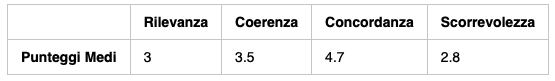 Rilevanza Coerenza Concordanza Scorrevolezza
Punteggi Medi 3 3.5 4.7 2.8